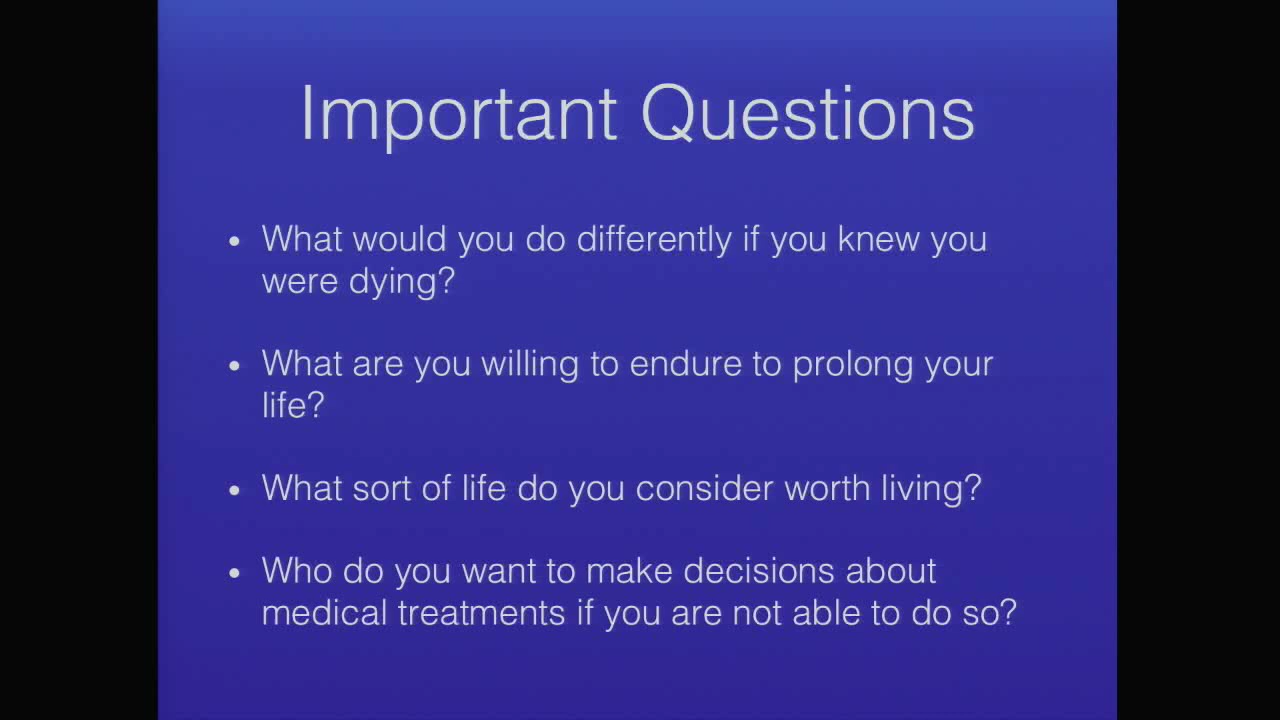 Important Questions
• What would you do differently if you knew you
were dying?
• What are you willing to endure to prolong your
life?
• What sort of life do you consider worth living?
• Who do you want to make decisions about
medical treatments if you are not able to do so?